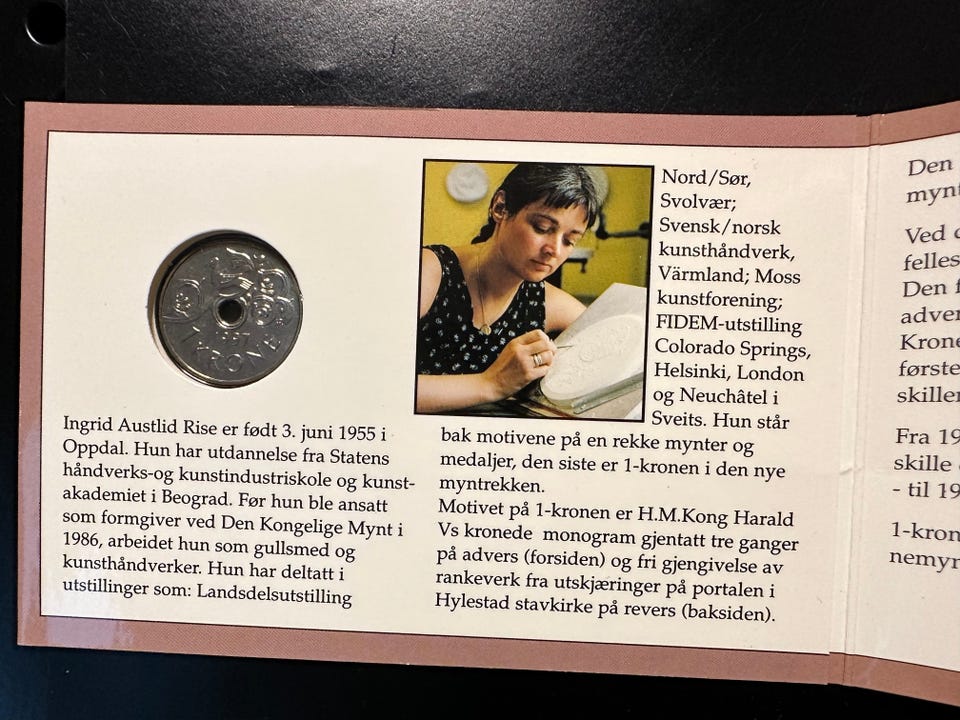 1997
1 KRONE
Ingrid Austlid Rise er født 3. juni 1955 i
Oppdal. Hun har utdannelse fra Statens
håndverks-og kunstindustriskole og kunst-
akademiet i Beograd. Før hun ble ansatt
som formgiver ved Den Kongelige Mynt i
1986, arbeidet hun som gullsmed og
kunsthåndverker. Hun har deltatt i
utstillinger som: Landsdelsutstilling
Nord/Sør,
Svolvær;
Svensk/norsk
kunsthåndverk,
Värmland; Moss
kunstforening;
FIDEM-utstilling
Colorado Springs,
Helsinki, London
og Neuchâtel i
Sveits. Hun står
bak motivene på en rekke mynter og
medaljer, den siste er 1-kronen i den nye
myntrekken.
Motivet på 1-kronen er H.M.Kong Harald
Vs kronede monogram gjentatt tre ganger
på advers (forsiden) og fri gjengivelse av
rankeverk fra utskjæringer på portalen i
Hylestad stavkirke på revers (baksiden).
Den
mynt
Ved
felles
Den f
adver
Krone
første
skiller
Fra 19
skille
- til 19
1-kron
nemyr